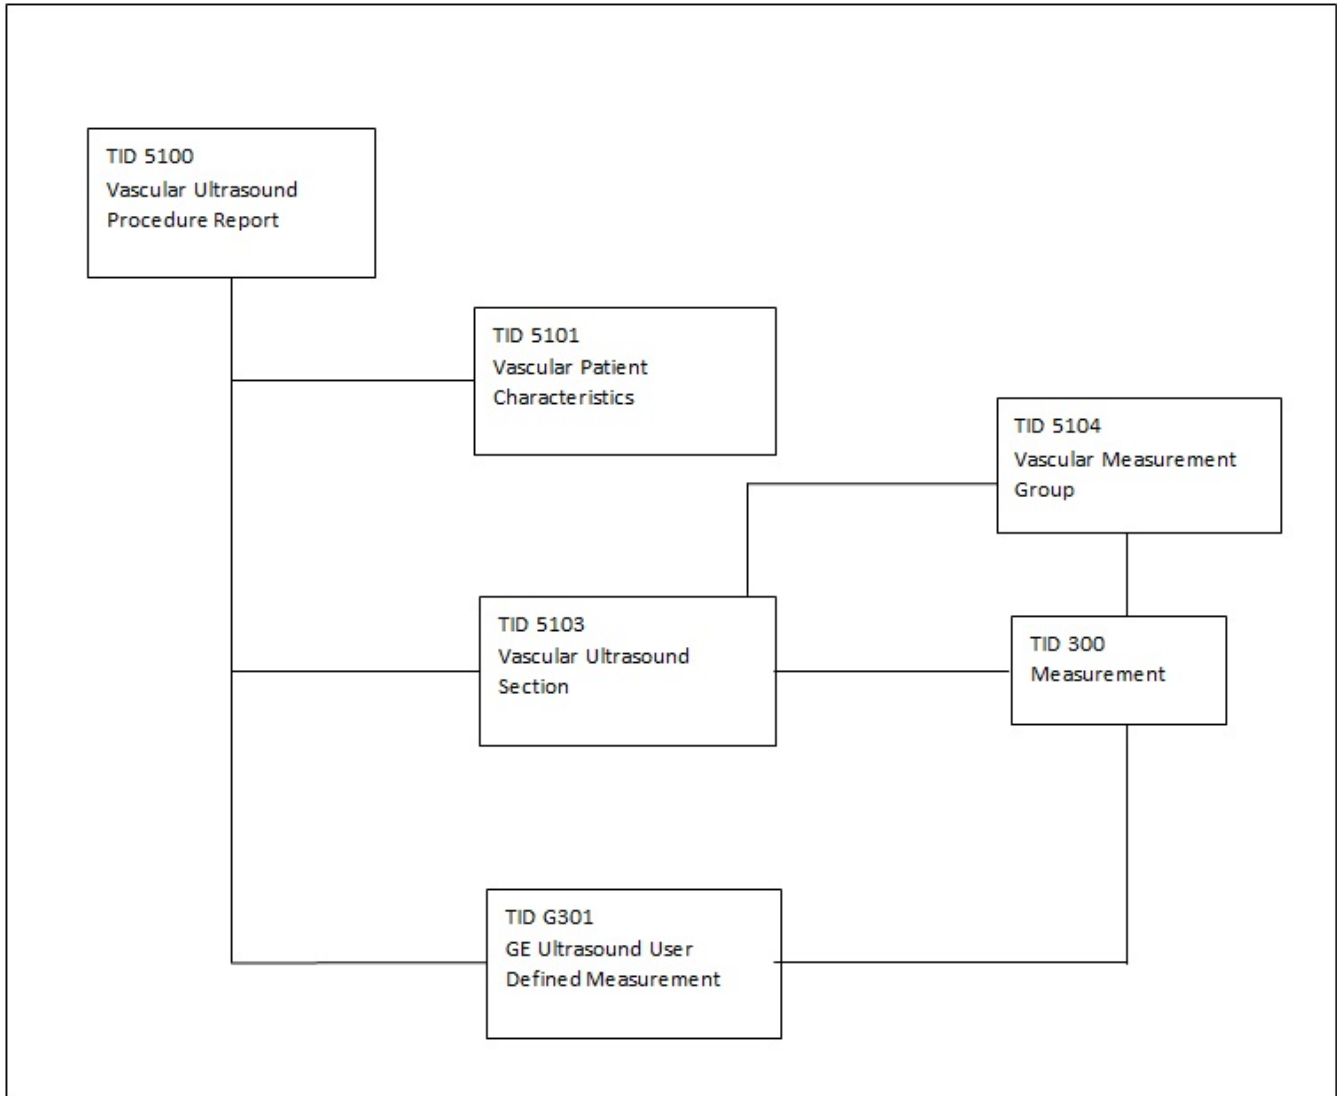 TID 5100
Vascular Ultrasound
Procedure Report
TID 5101
Vascular Patient
Characteristics
TID 5104
Vascular Measurement
Group
TID 5103
Vascular Ultrasound
Section
TID 300
Measurement
TID G301
GE Ultrasound User
Defined Measurement